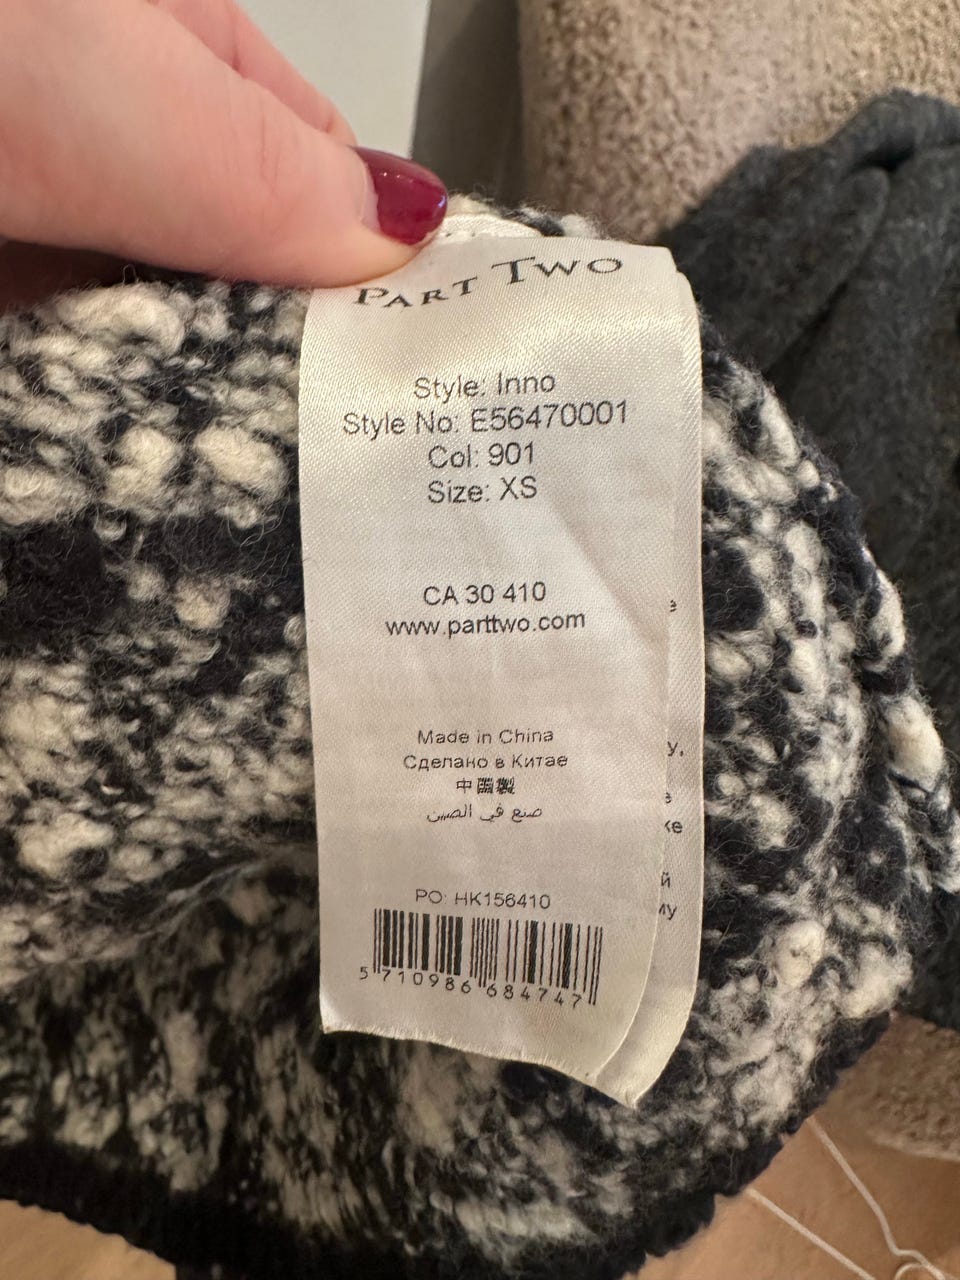 PART TWO
Style: Inno
Style No: E56470001
Col: 901
Size: XS
CA 30 410
www.parttwo.com
Made in China
Сделано в Китае
中國製
صنع في الصين
PO: HK156410
5 710986 684747